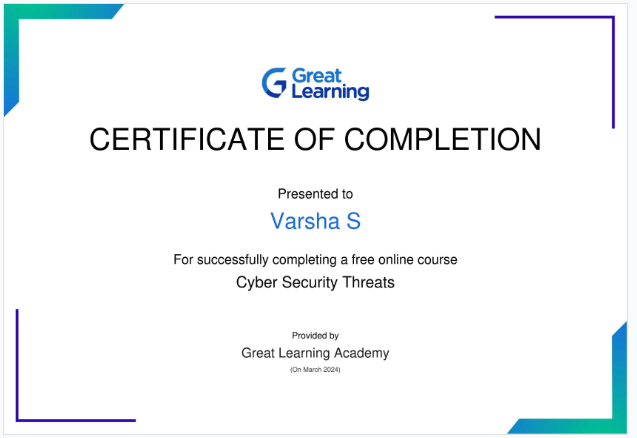 Great
Learning
CERTIFICATE OF COMPLETION
Presented to
Varsha S
For successfully completing a free online course
Cyber Security Threats
Provided by
Great Learning Academy
(On March 2024)